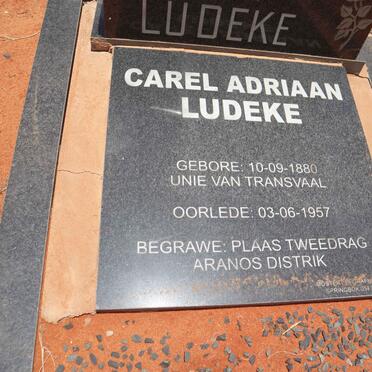 LUDEKE
CAREL ADRIAAN
LUDEKE
GEBORE: 10-09-1880
UNIE VAN TRANSVAAL
OORLEDE: 03-06-1957
BEGRAWE: PLAAS TWEEDRAG
ARANOS DISTRIK
SPRINGBOK